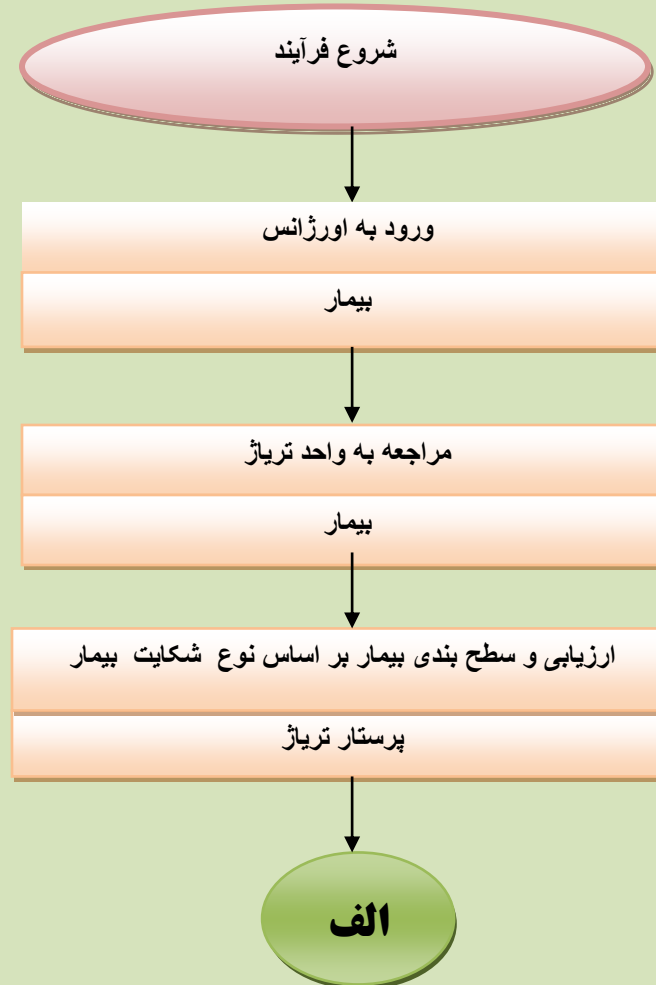 شروع فرآیند
ورود به اورژانس
بیمار
مراجعه به واحد تریاژ
بیمار
ارزیابی و سطح بندی بیمار بر اساس نوع شکایت بیمار
پرستار تریاژ
الف